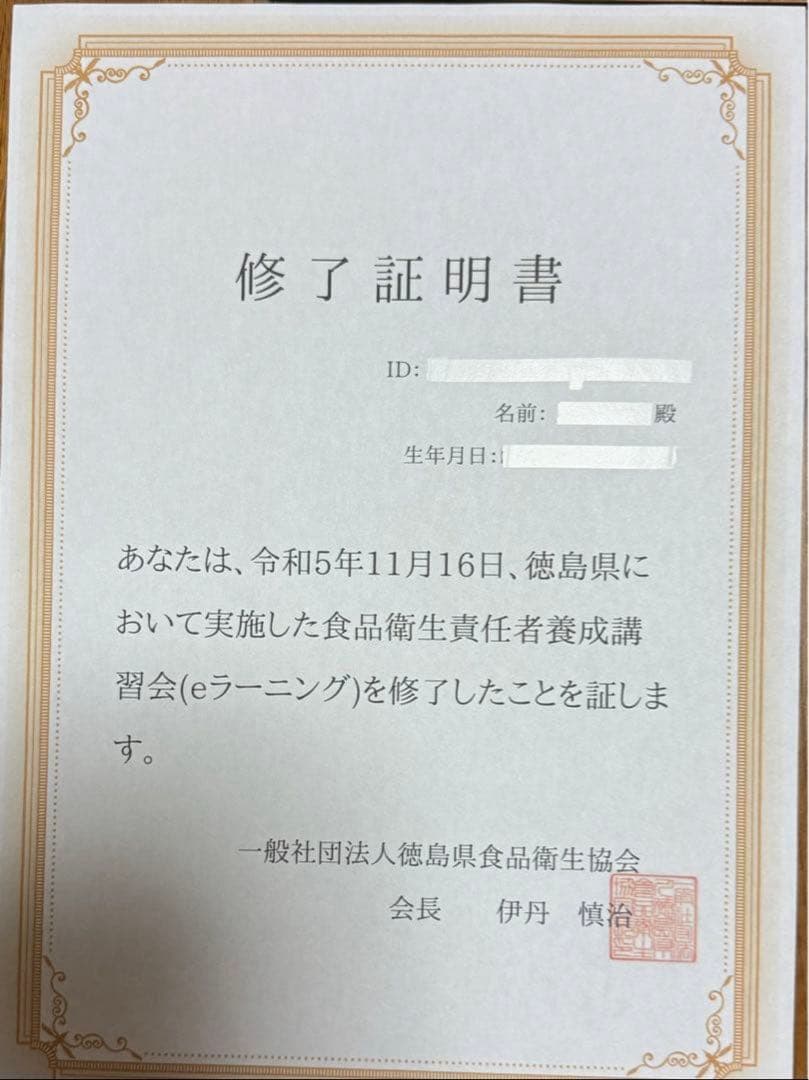 修了証明書
ID:
名前: 殿
生年月日:
あなたは、令和5年11月16日、徳島県に
おいて実施した食品衛生責任者養成講
習会(eラーニング)を修了したことを証しま
す。
一般社団法人徳島県食品衛生協会
会長 伊丹 慎治